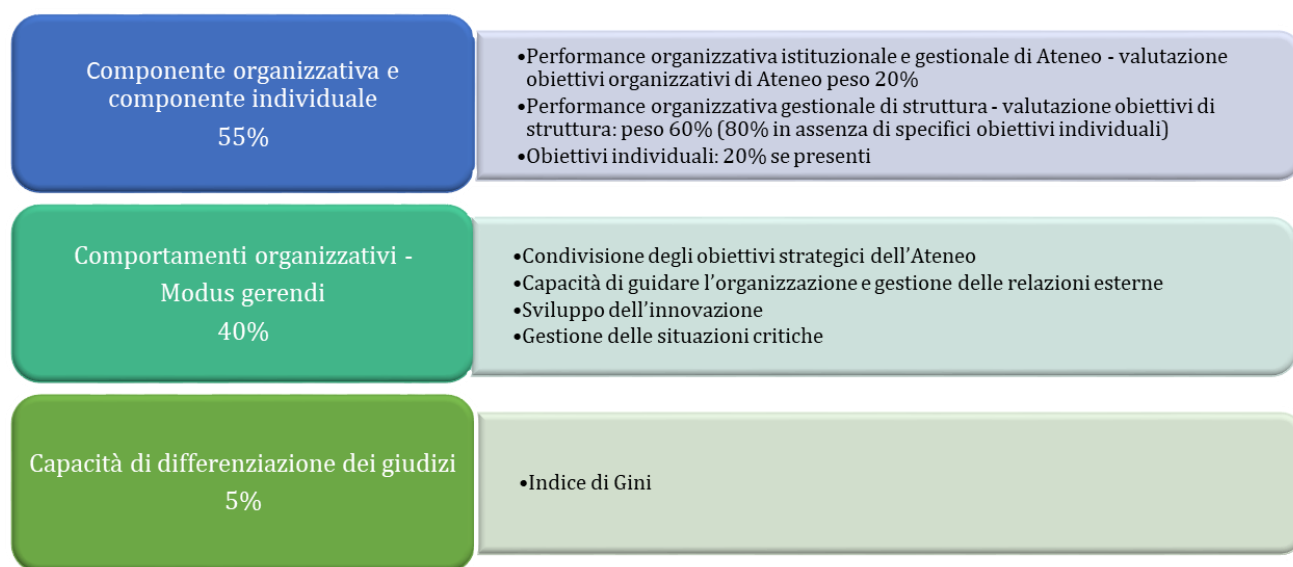 Componente organizzativa e
componente individuale
55%
•Performance organizzativa istituzionale e gestionale di Ateneo - valutazione
obiettivi organizzativi di Ateneo peso 20%
•Performance organizzativa gestionale di struttura - valutazione obiettivi di
struttura: peso 60% (80% in assenza di specifici obiettivi individuali)
•Obiettivi individuali: 20% se presenti
Comportamenti organizzativi -
Modus gerendi
40%
•Condivisione degli obiettivi strategici dell’Ateneo
•Capacità di guidare l’organizzazione e gestione delle relazioni esterne
•Sviluppo dell’innovazione
•Gestione delle situazioni critiche
Capacità di differenziazione dei giudizi
5%
•Indice di Gini